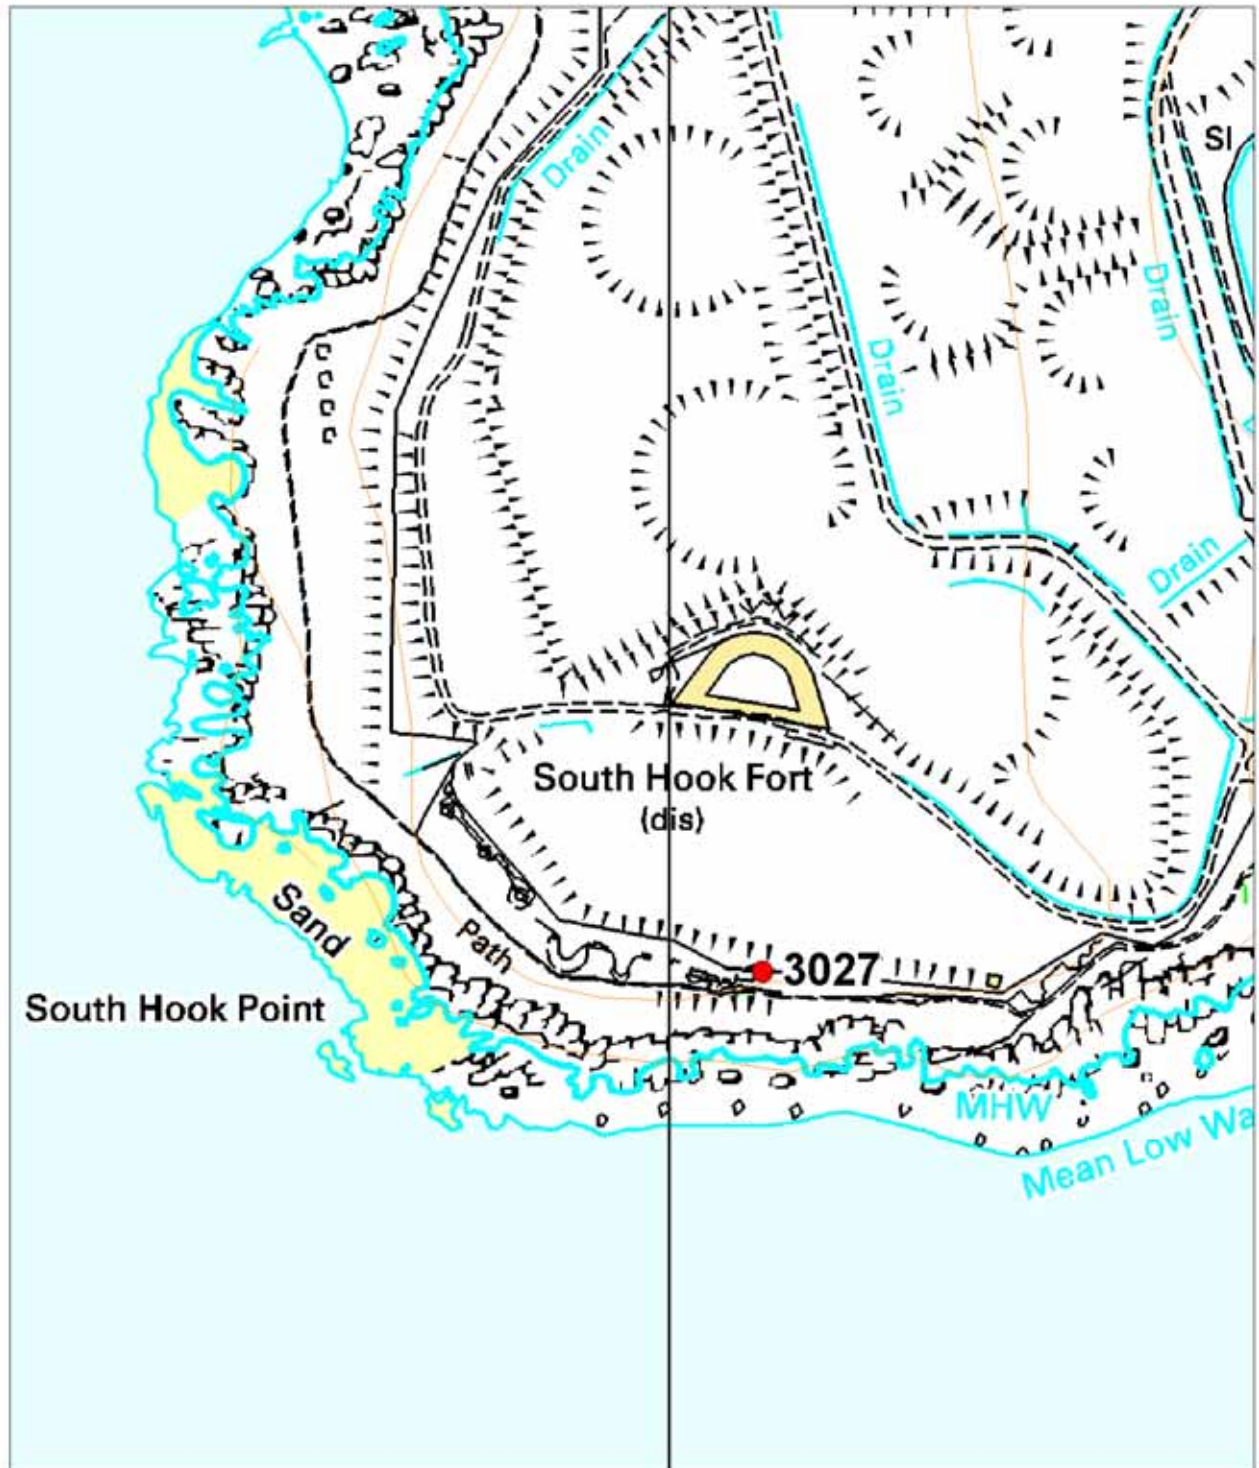 Drain
Sl
Drain
Drain
Drain
South Hook Fort
(dis)
Sand
Path
3027
South Hook Point
MHW
Mean Low Wa